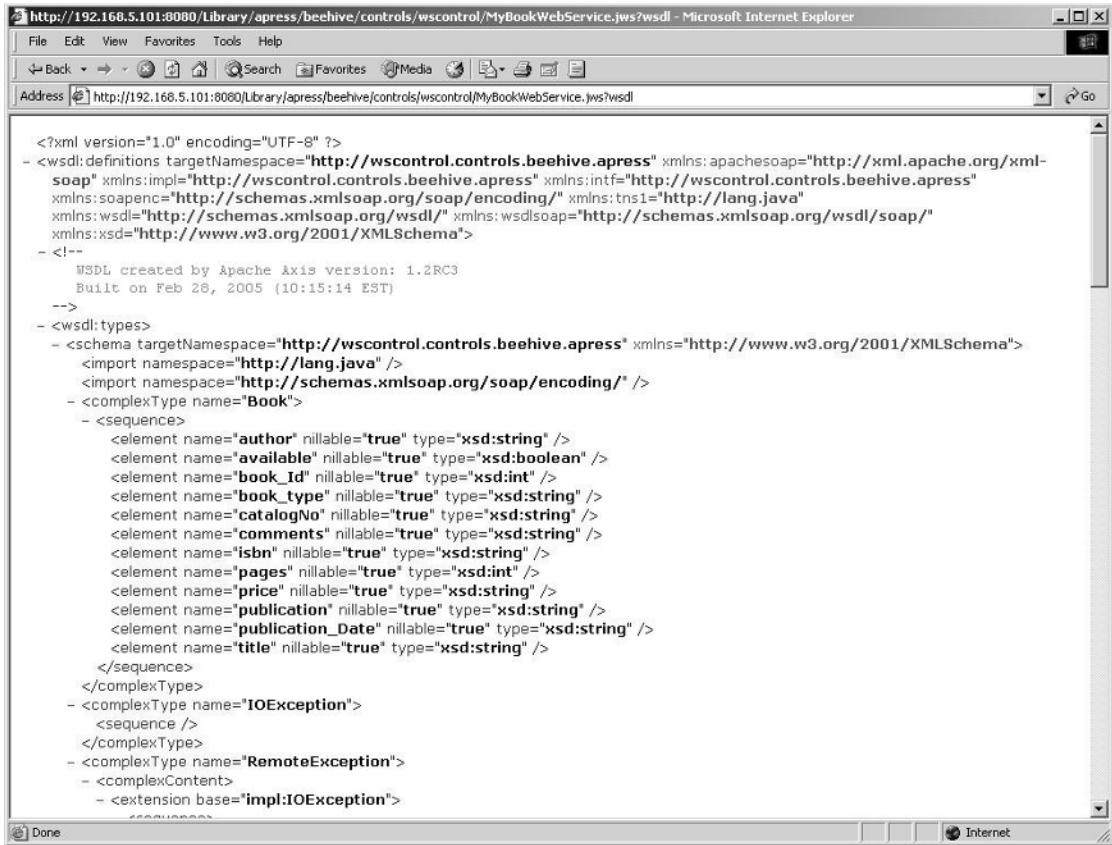 http://192.168.5.101:8080/Library/apress/beehive/controls/wscontrol/MyBookWebService.jws?wsdl - Microsoft Internet Explorer
File Edit View Favorites Tools Help
Back Search Favorites Media
Address http://192.168.5.101:8080/Library/apress/beehive/controls/wscontrol/MyBookWebService.jws?wsdl Go
<?xml version="1.0" encoding="UTF-8" ?>
- <wsdl:definitions targetNamespace="http://wscontrol.controls.beehive.apress" xmlns:apachesoap="http://xml.apache.org/xml-
soap" xmlns:impl="http://wscontrol.controls.beehive.apress" xmlns:intf="http://wscontrol.controls.beehive.apress"
xmlns:soapenc="http://schemas.xmlsoap.org/soap/encoding/" xmlns:tns1="http://lang.java"
xmlns:wsdl="http://schemas.xmlsoap.org/wsdl/" xmlns:wsdlsoap="http://schemas.xmlsoap.org/wsdl/soap/"
xmlns:xsd="http://www.w3.org/2001/XMLSchema">
- <!--
WSDL created by Apache Axis version: 1.2RC3
Built on Feb 28, 2005 (10:15:14 EST)
-->
- <wsdl:types>
- <schema targetNamespace="http://wscontrol.controls.beehive.apress" xmlns="http://www.w3.org/2001/XMLSchema">
<import namespace="http://lang.java" />
<import namespace="http://schemas.xmlsoap.org/soap/encoding/" />
- <complexType name="Book">
- <sequence>
<element name="author" nillable="true" type="xsd:string" />
<element name="available" nillable="true" type="xsd:boolean" />
<element name="book_Id" nillable="true" type="xsd:int" />
<element name="book_type" nillable="true" type="xsd:string" />
<element name="catalogNo" nillable="true" type="xsd:string" />
<element name="comments" nillable="true" type="xsd:string" />
<element name="isbn" nillable="true" type="xsd:string" />
<element name="pages" nillable="true" type="xsd:int" />
<element name="price" nillable="true" type="xsd:string" />
<element name="publication" nillable="true" type="xsd:string" />
<element name="publication_Date" nillable="true" type="xsd:string" />
<element name="title" nillable="true" type="xsd:string" />
</sequence>
</complexType>
- <complexType name="IOException">
<sequence />
</complexType>
- <complexType name="RemoteException">
- <complexContent>
- <extension base="impl:IOException">
Done Internet